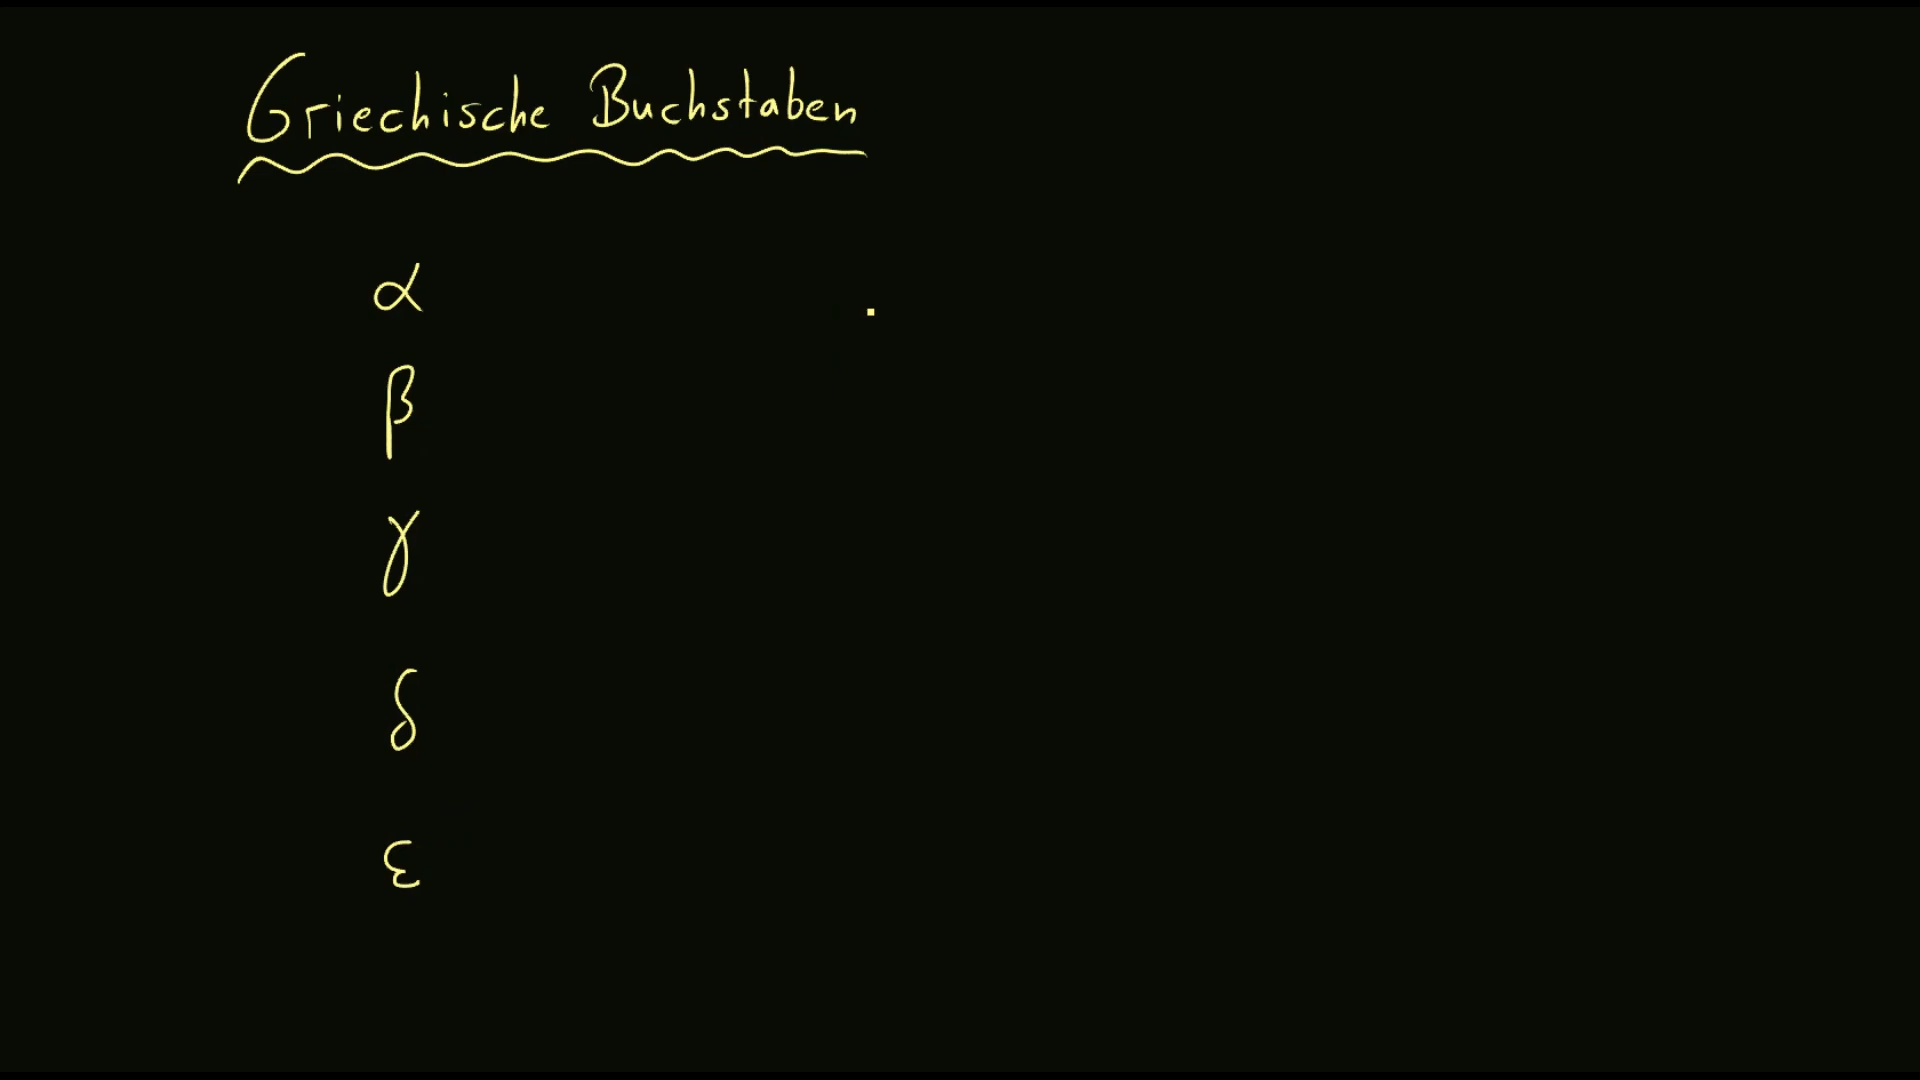 Griechische Buchstaben
α
β
γ
δ
ε